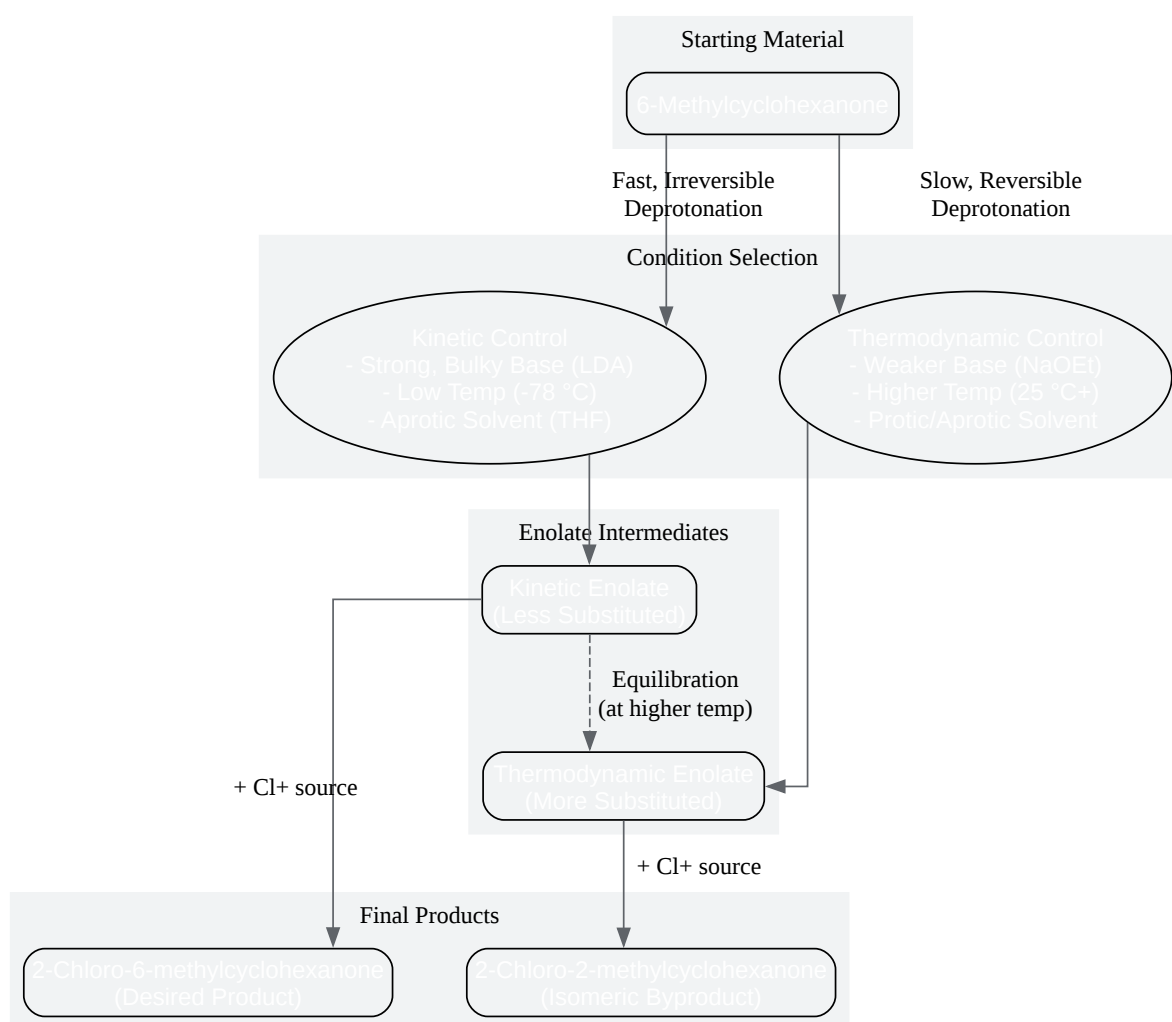 Starting Material
6-Methylcyclohexanone
Fast, Irreversible
Deprotonation
Slow, Reversible
Deprotonation
Condition Selection
Kinetic Control
- Strong, Bulky Base (LDA)
- Low Temp (-78 °C)
- Aprotic Solvent (THF)
Thermodynamic Control
- Weaker Base (NaOEt)
- Higher Temp (25 °C+)
- Protic/Aprotic Solvent
Enolate Intermediates
Kinetic Enolate
(Less Substituted)
Equilibration
(at higher temp)
Thermodynamic Enolate
(More Substituted)
+ Cl+ source
+ Cl+ source
Final Products
2-Chloro-6-methylcyclohexanone
(Desired Product)
2-Chloro-2-methylcyclohexanone
(Isomeric Byproduct)